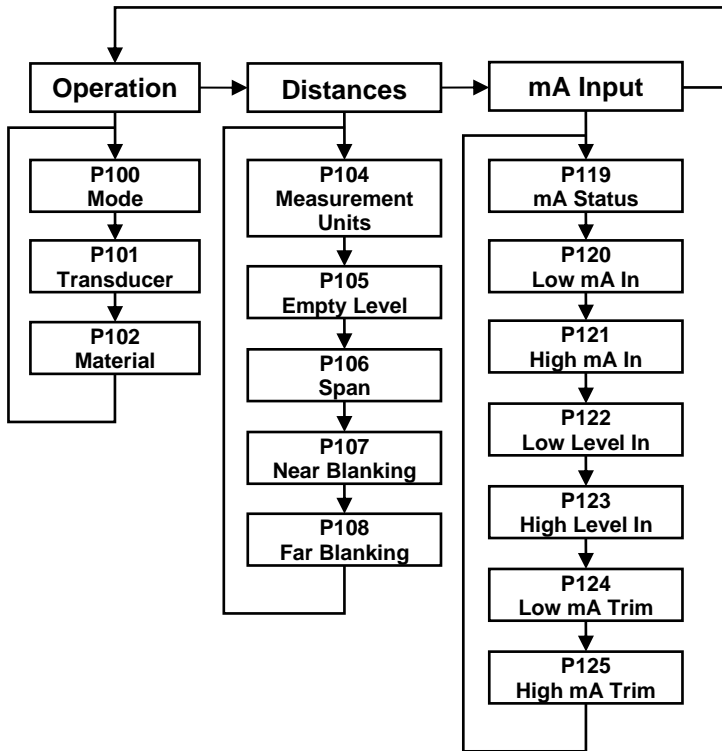 Operation
Distances
mA Input
P100
Mode
P101
Transducer
P102
Material
P104
Measurement
Units
P105
Empty Level
P106
Span
P107
Near Blanking
P108
Far Blanking
P119
mA Status
P120
Low mA In
P121
High mA In
P122
Low Level In
P123
High Level In
P124
Low mA Trim
P125
High mA Trim